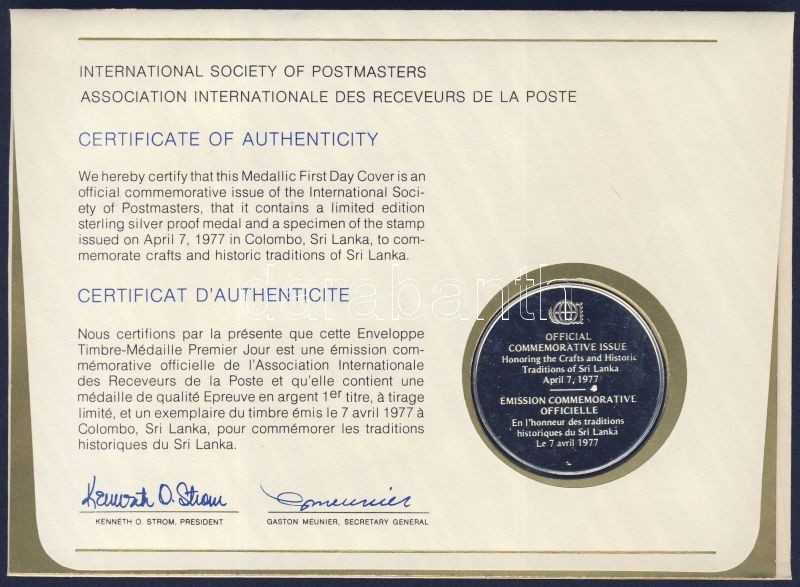 INTERNATIONAL SOCIETY OF POSTMASTERS
ASSOCIATION INTERNATIONALE DES RECEVEURS DE LA POSTE
CERTIFICATE OF AUTHENTICITY
We hereby certify that this Medallic First Day Cover is an
official commemorative issue of the International Soci-
ety of Postmasters, that it contains a limited edition
sterling silver proof medal and a specimen of the stamp
issued on April 7, 1977 in Colombo, Sri Lanka, to com-
memorate crafts and historic traditions of Sri Lanka.
CERTIFICAT D'AUTHENTICITE
Nous certifions par la présente que cette Enveloppe
Timbre-Médaille Premier Jour est une émission com-
mémorative officielle de l'Association Internationale
des Receveurs de la Poste et qu'elle contient une
médaille de qualité Epreuve en argent 1er titre, à tirage
limité, et un exemplaire du timbre émis le 7 avril 1977 à
Colombo, Sri Lanka, pour commémorer les traditions
historiques du Sri Lanka.
Kenneth O. Strom
G Meunier
KENNETH O. STROM, PRESIDENT
GASTON MEUNIER, SECRETARY GENERAL
OFFICIAL
COMMEMORATIVE ISSUE
Honoring the Crafts and Historic
Traditions of Sri Lanka
April 7, 1977
ÉMISSION COMMEMORATIVE
OFFICIELLE
En l'honneur des traditions
historiques du Sri Lanka
Le 7 avril 1977
darabanth